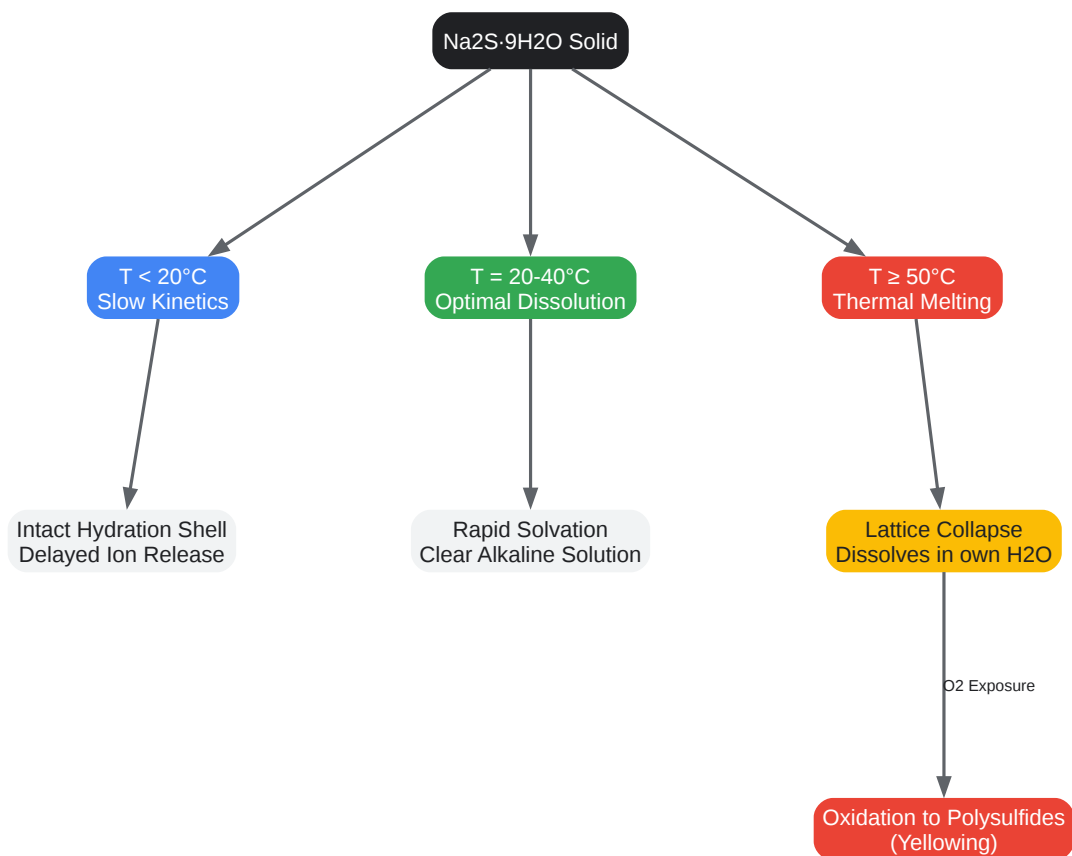 Na2S·9H2O Solid
T < 20°C
Slow Kinetics
T = 20-40°C
Optimal Dissolution
T ≥ 50°C
Thermal Melting
Intact Hydration Shell
Delayed Ion Release
Rapid Solvation
Clear Alkaline Solution
Lattice Collapse
Dissolves in own H2O
O2 Exposure
Oxidation to Polysulfides
(Yellowing)